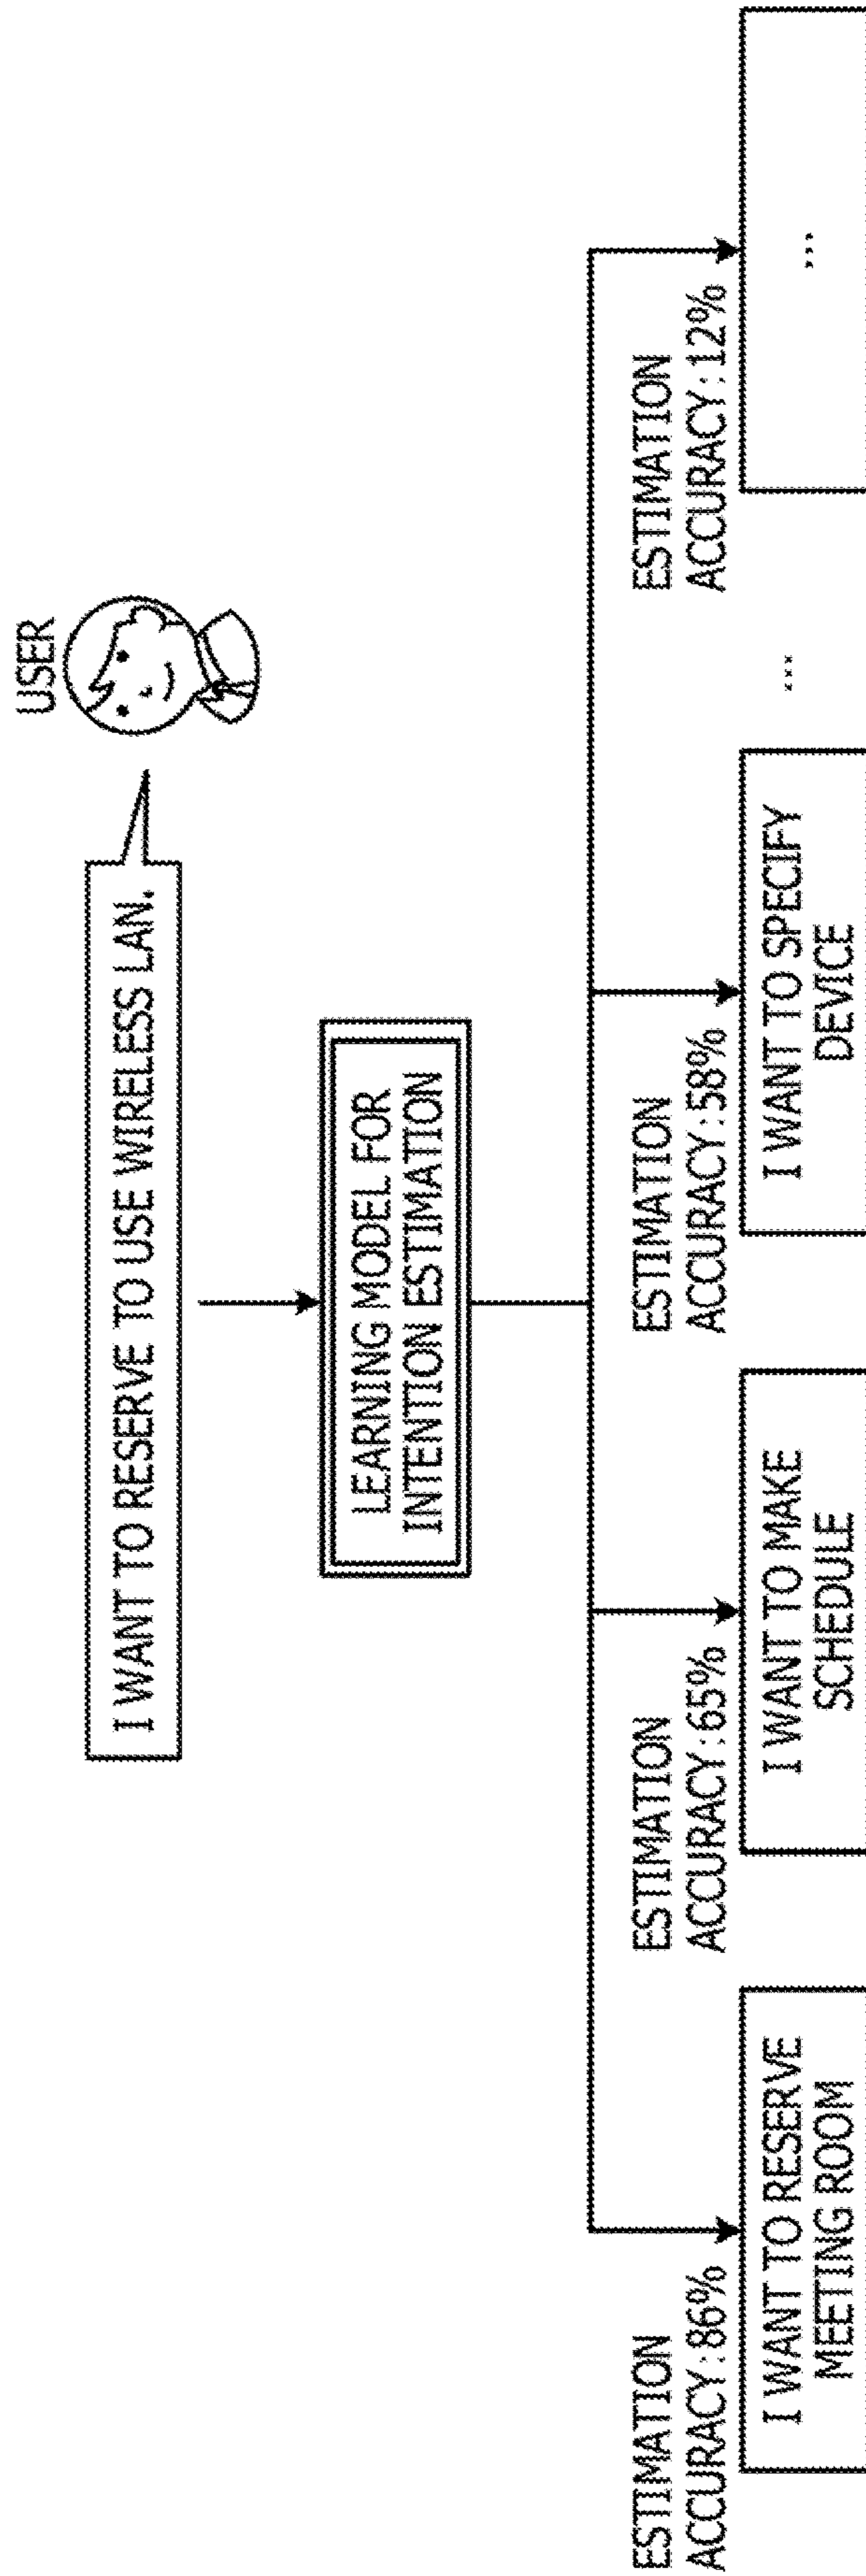 USER
I WANT TO RESERVE TO USE WIRELESS LAN.
LEARNING MODEL FOR
INTENTION ESTIMATION
ESTIMATION
ACCURACY:86%
I WANT TO RESERVE
MEETING ROOM
ESTIMATION
ACCURACY:65%
I WANT TO MAKE
SCHEDULE
ESTIMATION
ACCURACY:58%
I WANT TO SPECIFY
DEVICE
...
ESTIMATION
ACCURACY:12%
...